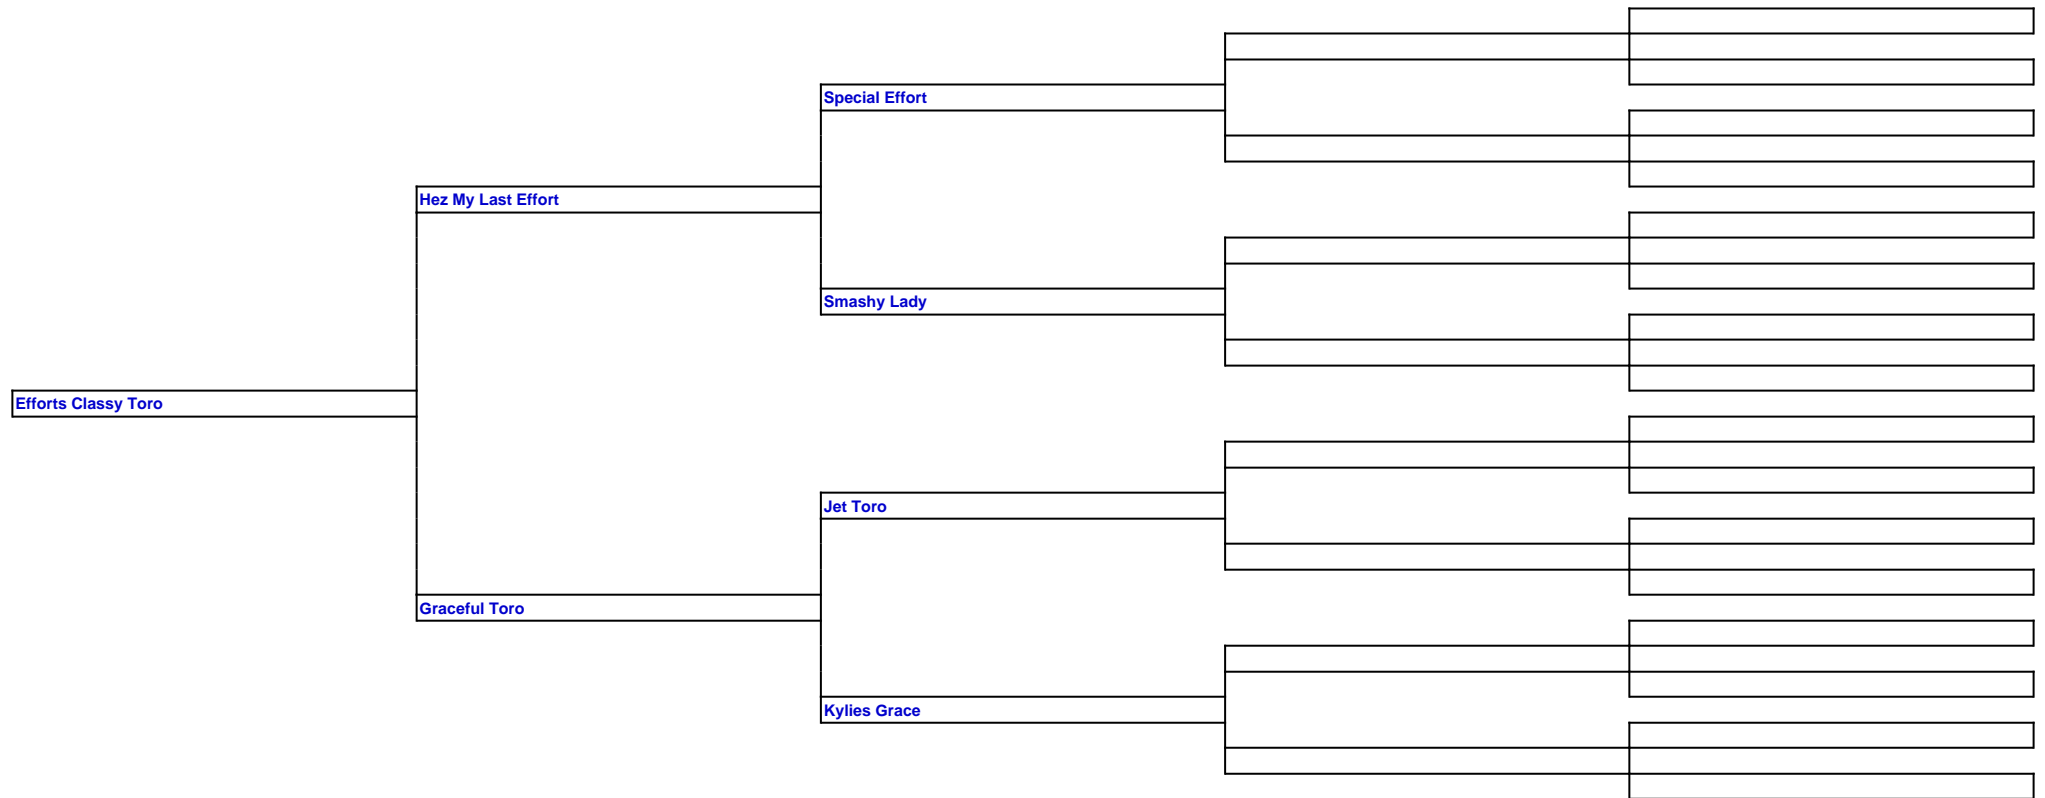 Special Effort
Hez My Last Effort
Smashy Lady
Efforts Classy Toro
Jet Toro
Graceful Toro
Kylies Grace